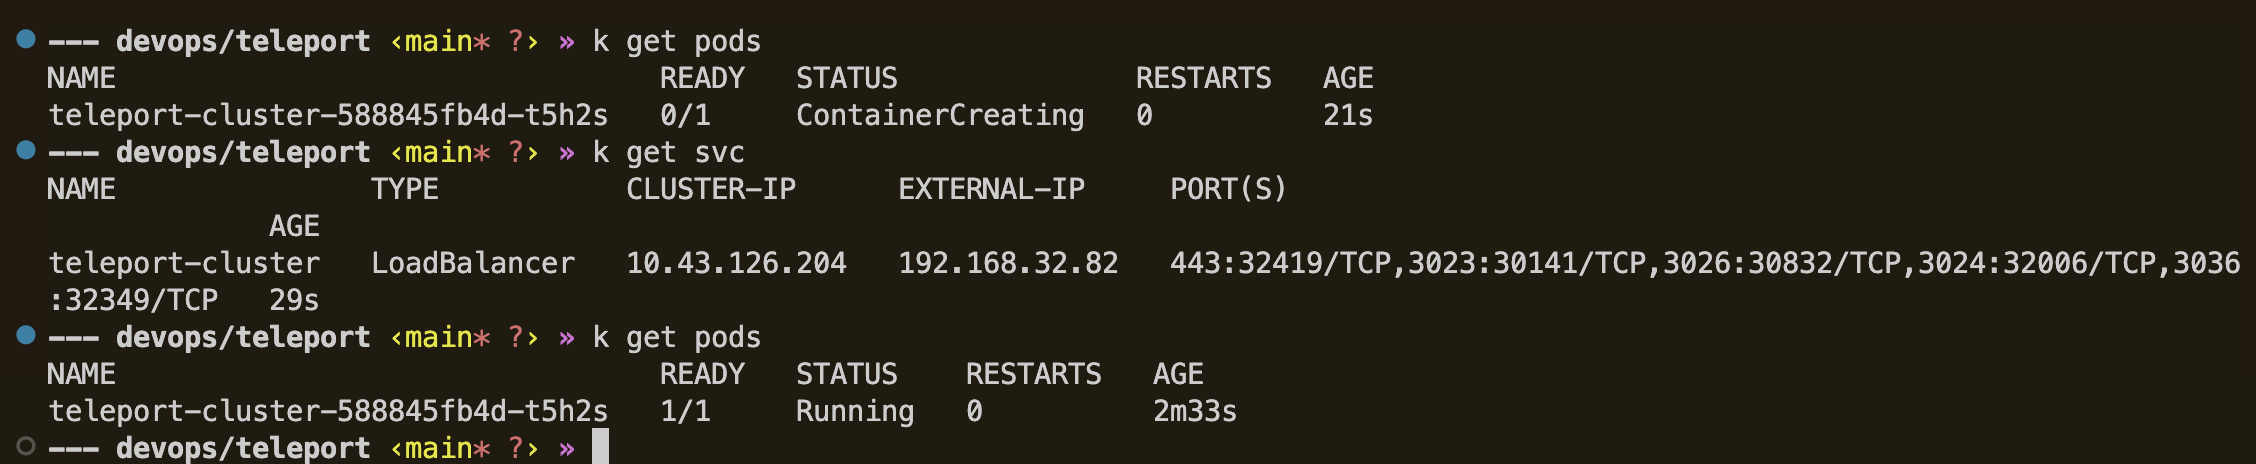 --- devops/teleport ‹main* ?› » k get pods
NAME                                READY   STATUS              RESTARTS   AGE
teleport-cluster-588845fb4d-t5h2s   0/1     ContainerCreating   0          21s
--- devops/teleport ‹main* ?› » k get svc
NAME               TYPE           CLUSTER-IP      EXTERNAL-IP     PORT(S)
             AGE
teleport-cluster   LoadBalancer   10.43.126.204   192.168.32.82   443:32419/TCP,3023:30141/TCP,3026:30832/TCP,3024:32006/TCP,3036
:32349/TCP   29s
--- devops/teleport ‹main* ?› » k get pods
NAME                                READY   STATUS    RESTARTS   AGE
teleport-cluster-588845fb4d-t5h2s   1/1     Running   0          2m33s
--- devops/teleport ‹main* ?› »